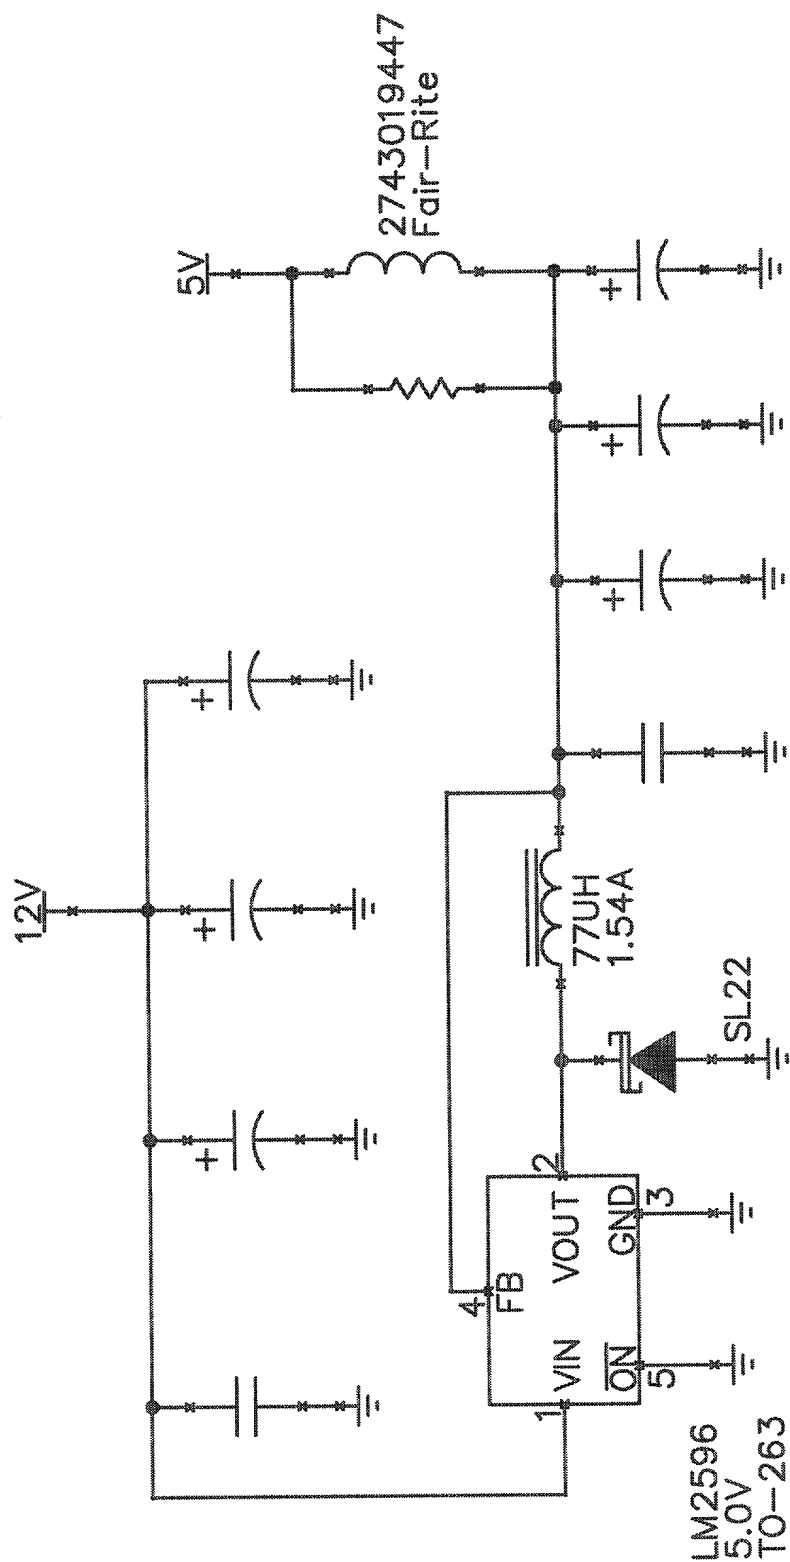 12V
5V
2743019447
Fair-Rite
77UH
1.54A
SL22
4
FB
1
VIN
VOUT
2
ON
5
GND
3
LM2596
5.0V
TO-263
+
+
+
+
+
+